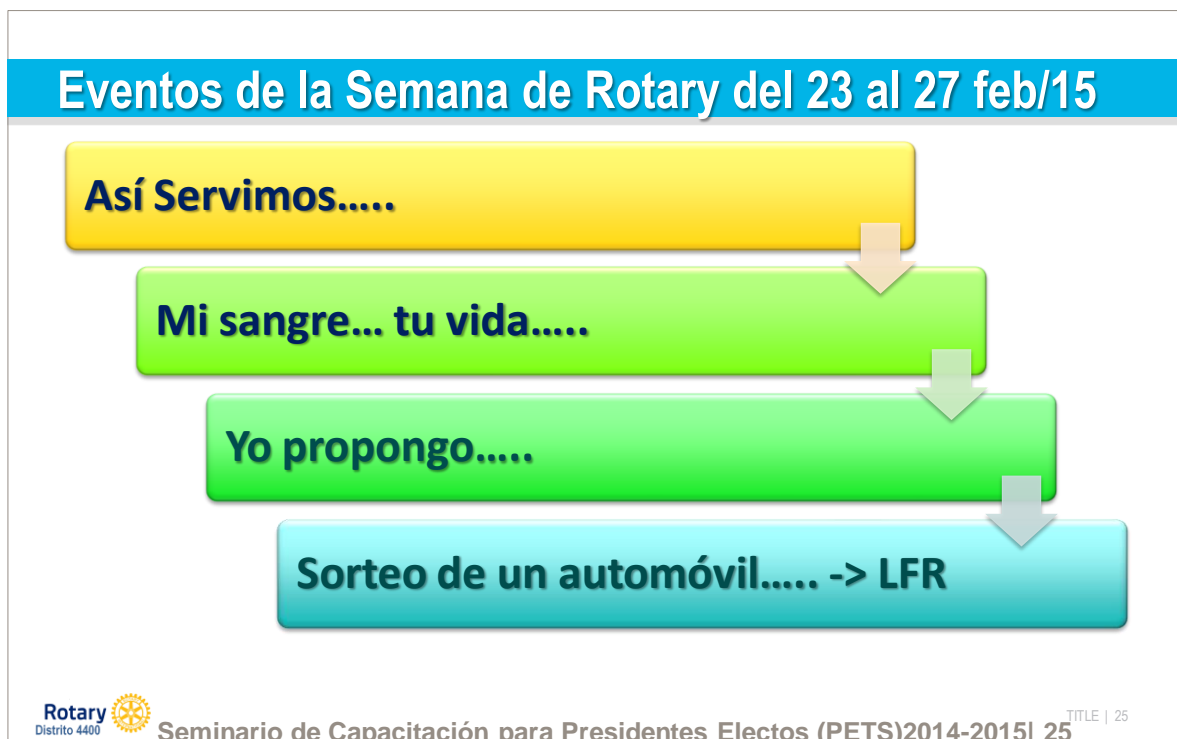 Eventos de la Semana de Rotary del 23 al 27 feb/15
Así Servimos…..
Mi sangre… tu vida…..
Yo propongo…..
Sorteo de un automóvil….. -> LFR
Rotary
Distrito 4400
Seminario de Capacitación para Presidentes Electos (PETS)2014-2015| 25
TITLE | 25